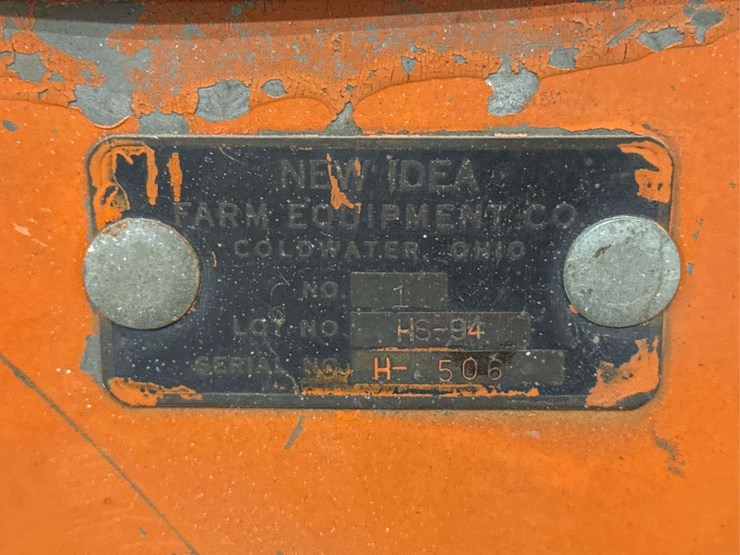 NEW IDEA
FARM EQUIPMENT CO.
COLDWATER, OHIO
NO. 1
LOT NO. HS-94
SERIAL NO. H- 506